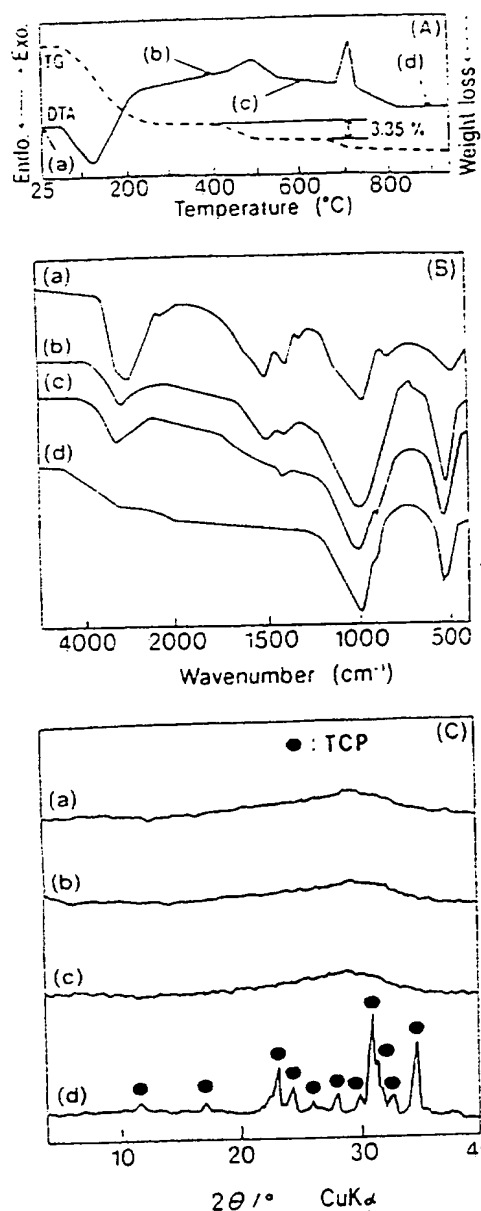 (A)
Endo. Exo.
TG
DTA
(a)
(b)
(c)
(d)
3.35 %
Weight loss
25 200 400 600 800
Temperature (°C)
(B)
(a)
(b)
(c)
(d)
4000 2000 1500 1000 500
Wavenumber (cm⁻¹)
(C)
● : TCP
(a)
(b)
(c)
(d)
10 20 30 4
2θ/° CuKα